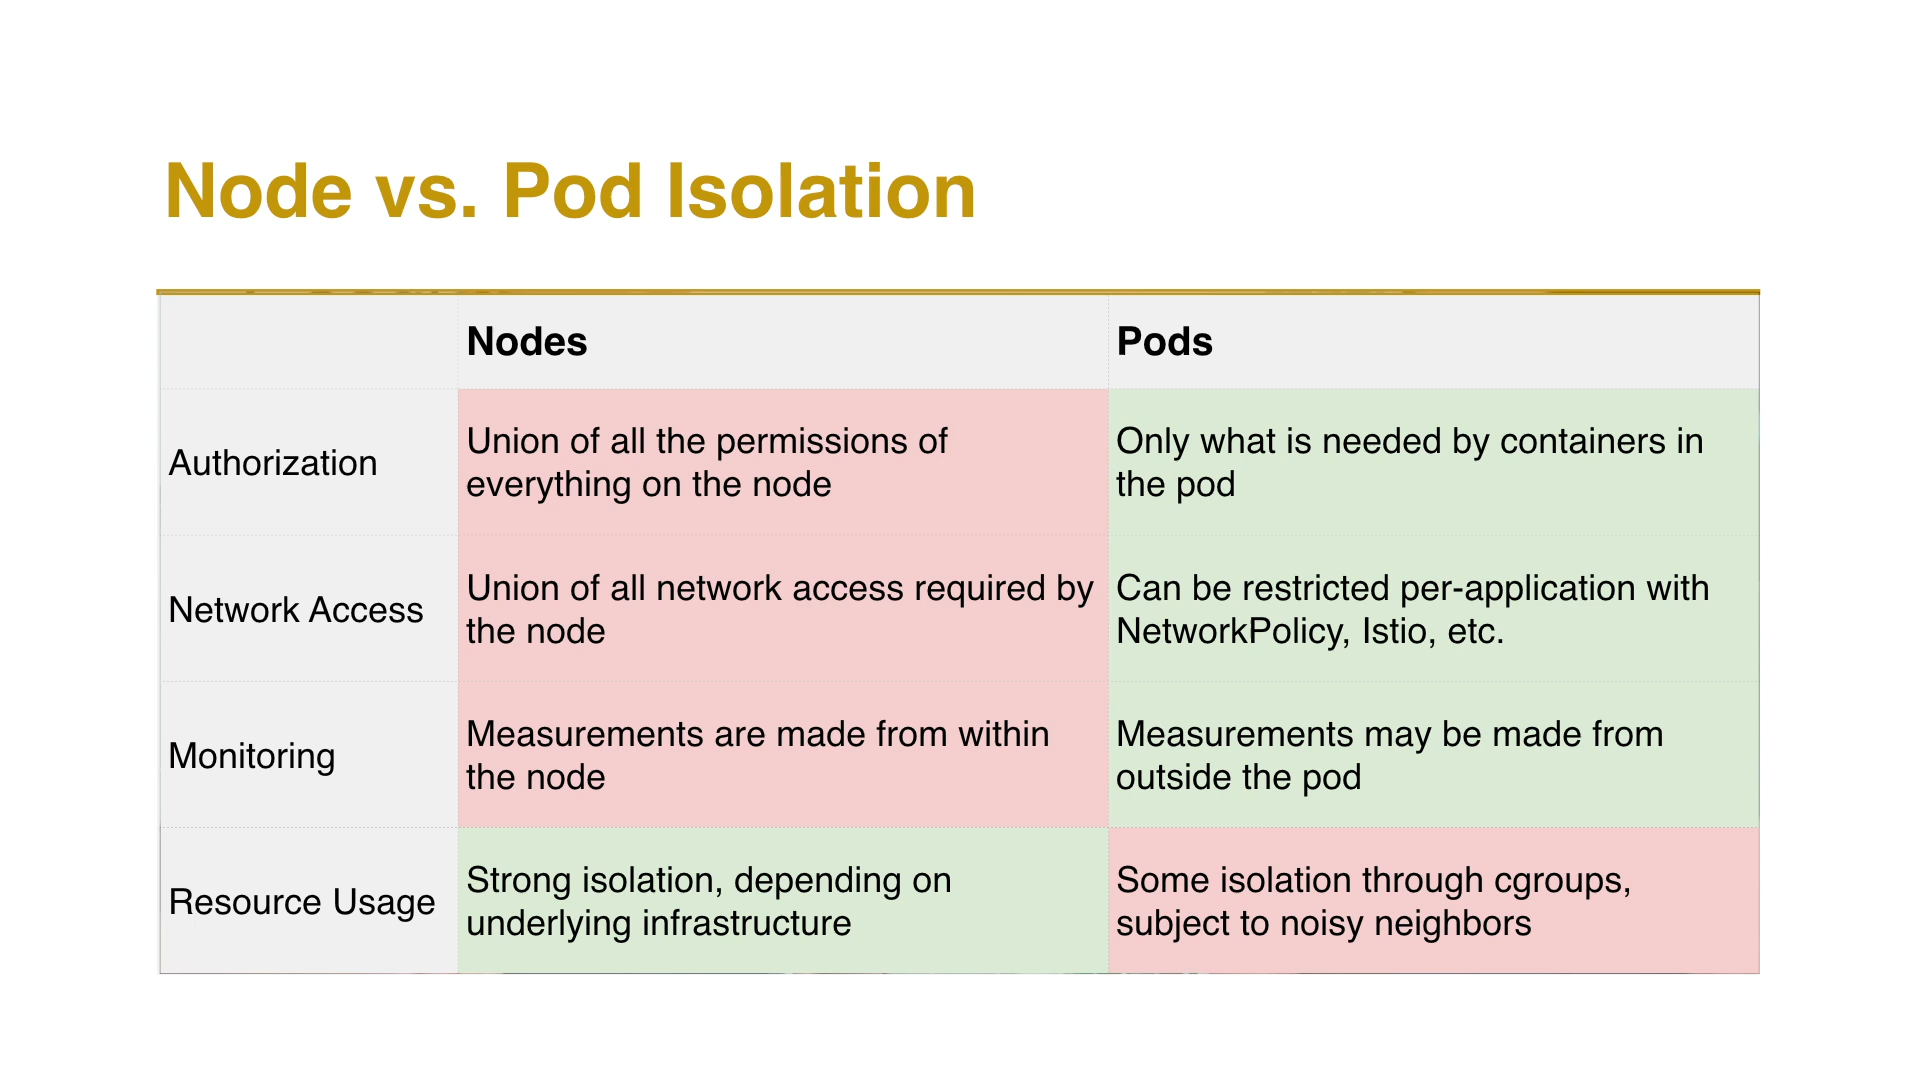 Node vs. Pod Isolation
Nodes
Pods
Authorization
Union of all the permissions of
everything on the node
Only what is needed by containers in
the pod
Network Access
Union of all network access required by
the node
Can be restricted per-application with
NetworkPolicy, Istio, etc.
Monitoring
Measurements are made from within
the node
Measurements may be made from
outside the pod
Resource Usage
Strong isolation, depending on
underlying infrastructure
Some isolation through cgroups,
subject to noisy neighbors